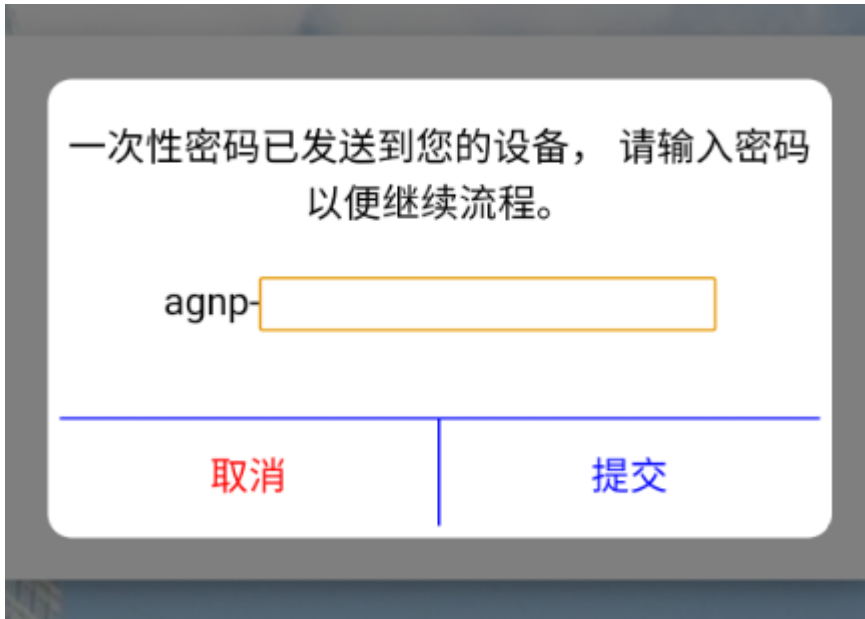 一次性密码已发送到您的设备， 请输入密码
以便继续流程。
agnp-
取消
提交